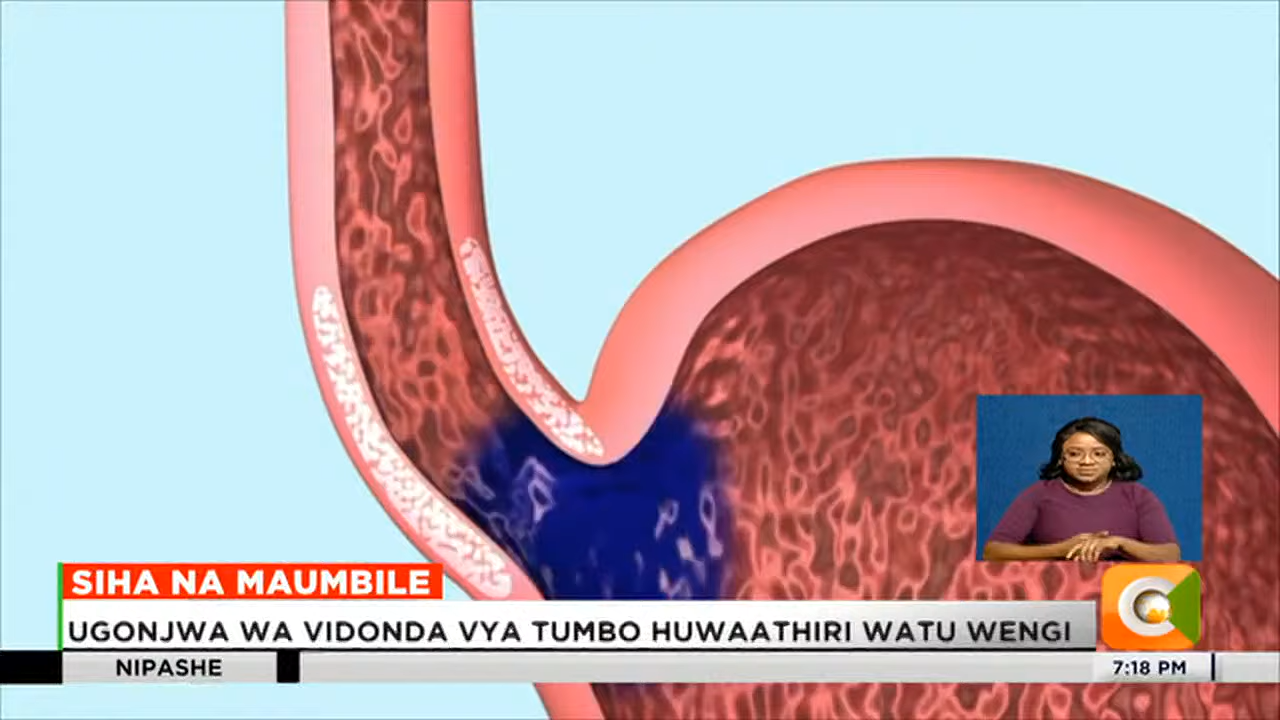 SIHA NA MAUMBILE
UGONJWA WA VIDONDA VYA TUMBO HUWAATHIRI WATU WENGI
NIPASHE
7:18 PM